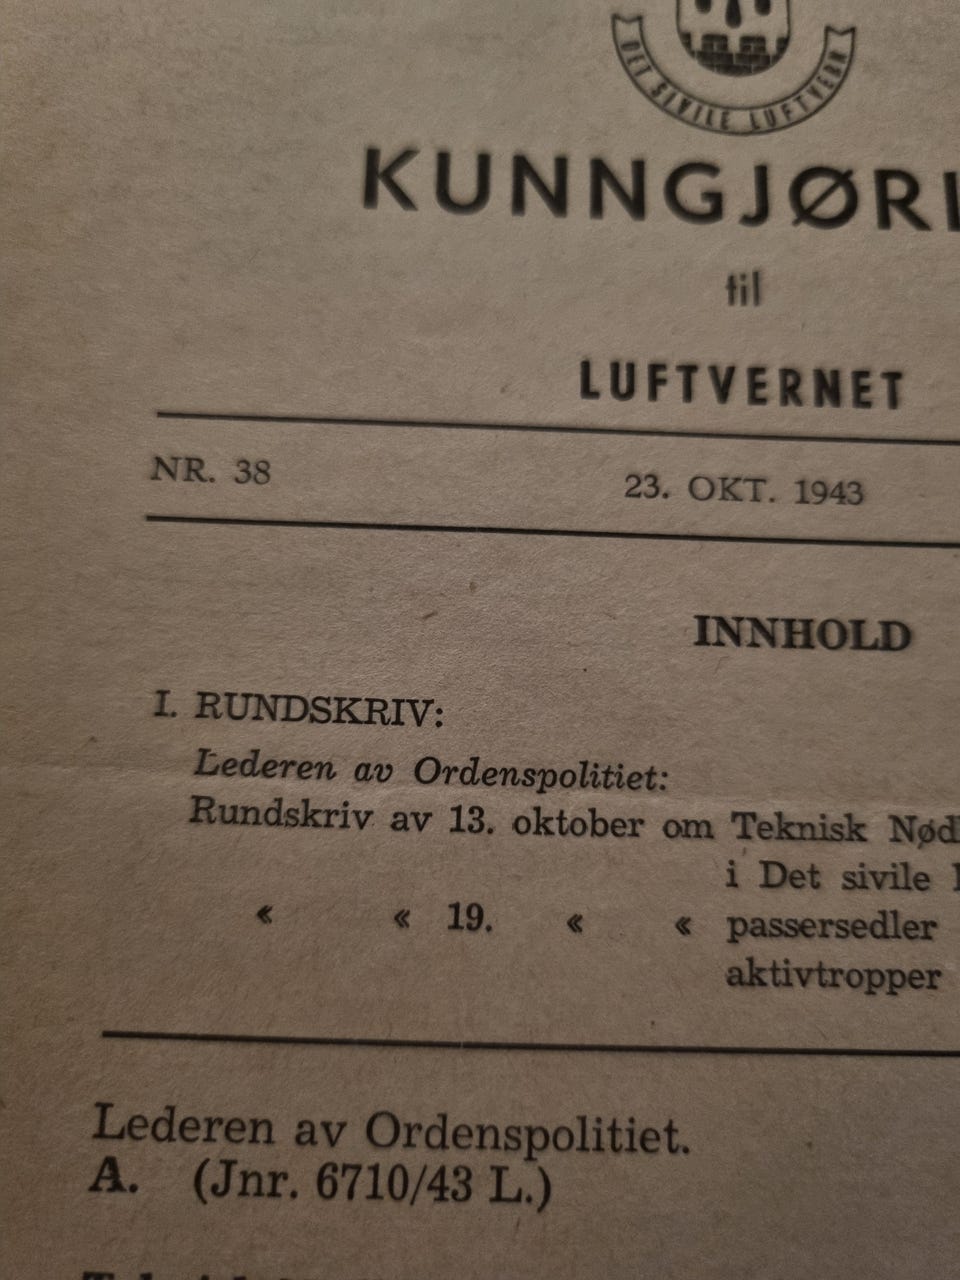 DET SIVILE LUFTVERN
KUNNGJØRI
til
LUFTVERNET
NR. 38 23. OKT. 1943
INNHOLD
I. RUNDSKRIV:
Lederen av Ordenspolitiet:
Rundskriv av 13. oktober om Teknisk Nød
i Det sivile
« « 19. « « passersedler
aktivtropper
Lederen av Ordenspolitiet.
A. (Jnr. 6710/43 L.)